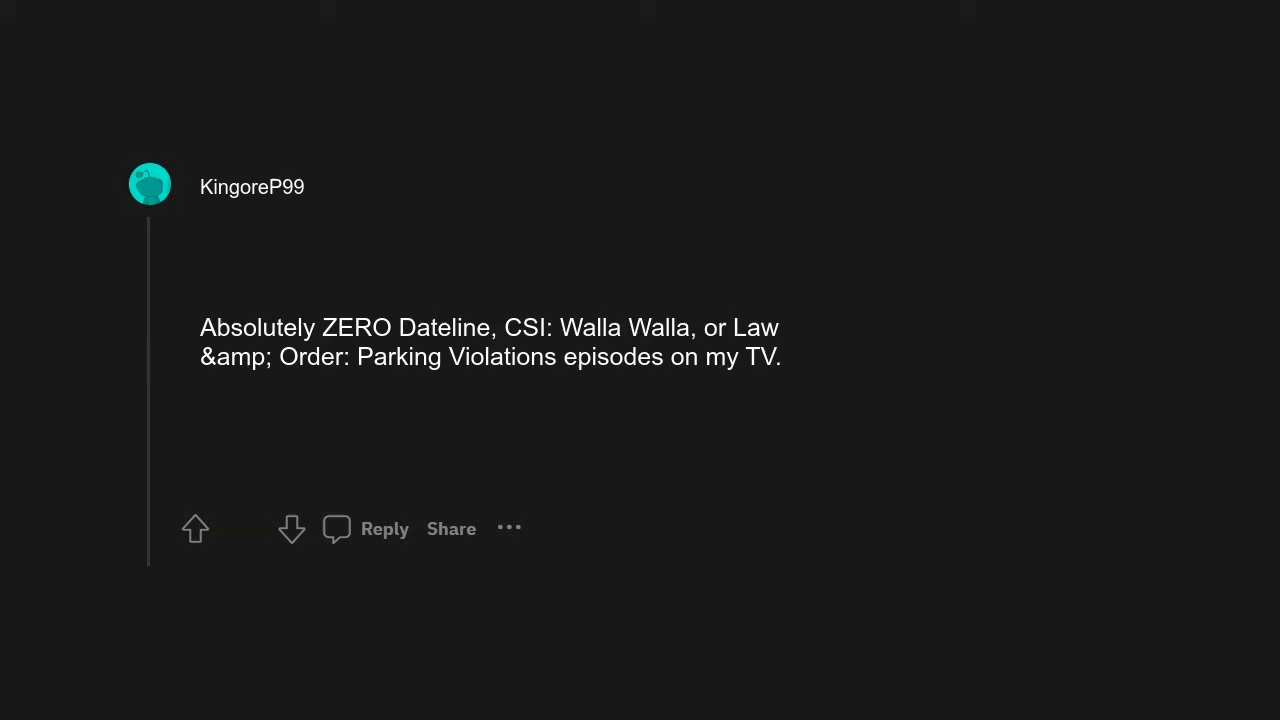 KingoreP99
Absolutely ZERO Dateline, CSI: Walla Walla, or Law
&amp; Order: Parking Violations episodes on my TV.
Reply Share